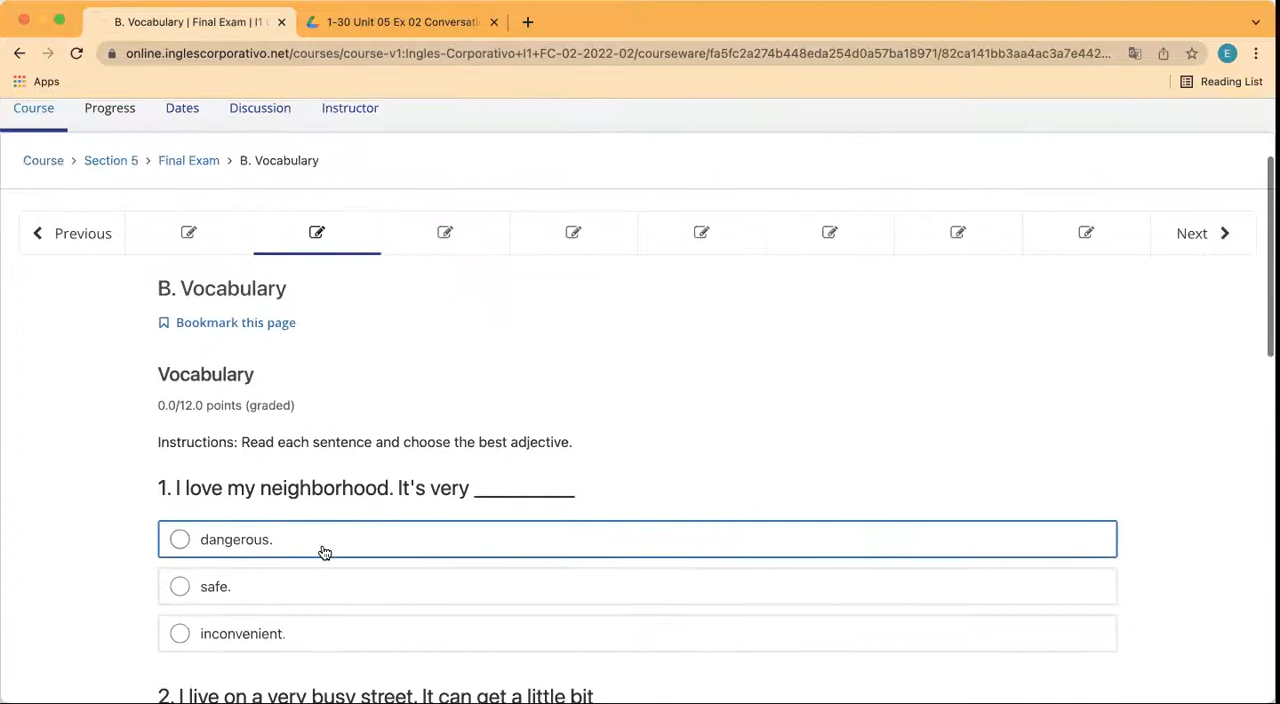 B. Vocabulary | Final Exam | I1
1-30 Unit 05 Ex 02 Conversati
online.inglescorporativo.net/courses/course-v1:Ingles-Corporativo+I1+FC-02-2022-02/courseware/fa5fc2a274b448eda254d0a57ba18971/82ca141bb3aa4ac3a7e442...
E
Apps
Reading List
Course Progress Dates Discussion Instructor
Course > Section 5 > Final Exam > B. Vocabulary
Previous
Next
B. Vocabulary
Bookmark this page
Vocabulary
0.0/12.0 points (graded)
Instructions: Read each sentence and choose the best adjective.
1. I love my neighborhood. It's very __________
dangerous.
safe.
inconvenient.
2. I live on a very busy street. It can get a little bit